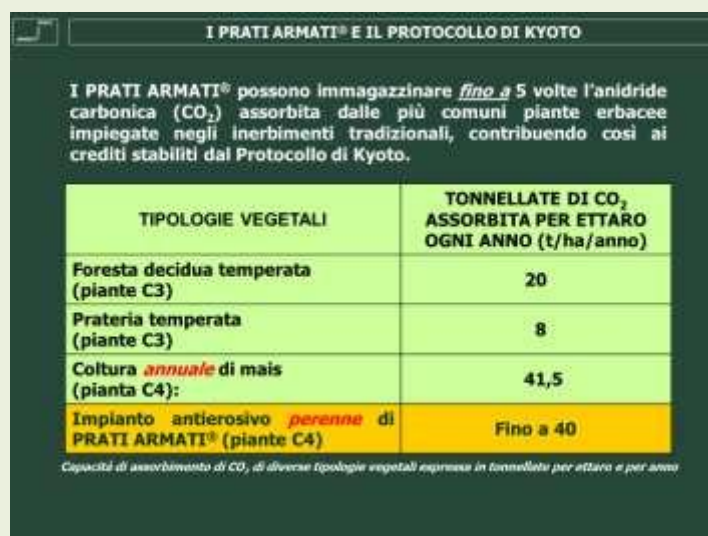 I PRATI ARMATI® E IL PROTOCOLLO DI KYOTO
I PRATI ARMATI® possono immagazzinare fino a 5 volte l'anidride
carbonica (CO₂) assorbita dalle più comuni piante erbacee
impiegate negli inerbimenti tradizionali, contribuendo così ai
crediti stabiliti dal Protocollo di Kyoto.
TIPOLOGIE VEGETALI
TONNELLATE DI CO₂
ASSORBITA PER ETTARO
OGNI ANNO (t/ha/anno)
Foresta decidua temperata
(piante C3)
20
Prateria temperata
(piante C3)
8
Coltura annuale di mais
(pianta C4):
41,5
Impianto antierosivo perenne di
PRATI ARMATI® (piante C4)
Fino a 40
Capacità di assorbimento di CO₂ di diverse tipologie vegetali espressa in tonnellate per ettaro e per anno